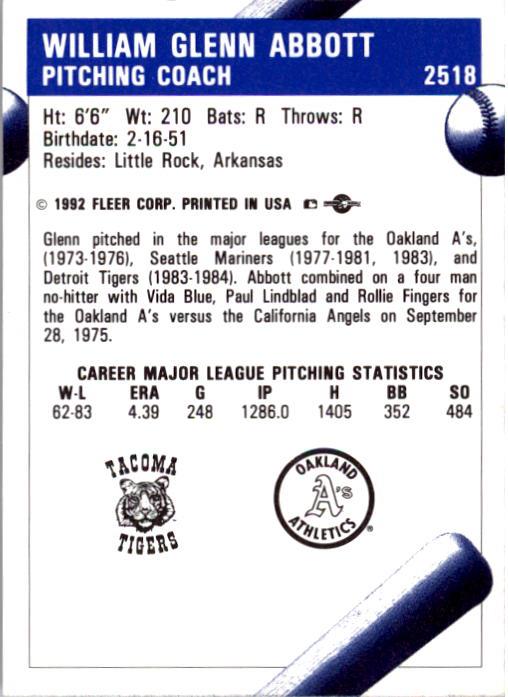 WILLIAM GLENN ABBOTT
PITCHING COACH 2518
Ht: 6'6" Wt: 210 Bats: R Throws: R
Birthdate: 2-16-51
Resides: Little Rock, Arkansas
© 1992 FLEER CORP. PRINTED IN USA
Glenn pitched in the major leagues for the Oakland A's,
(1973-1976), Seattle Mariners (1977-1981, 1983), and
Detroit Tigers (1983-1984). Abbott combined on a four man
no-hitter with Vida Blue, Paul Lindblad and Rollie Fingers for
the Oakland A's versus the California Angels on September
28, 1975.
CAREER MAJOR LEAGUE PITCHING STATISTICS
W-L ERA G IP H BB SO
62-83 4.39 248 1286.0 1405 352 484
TACOMA
TIGERS
OAKLAND
A's
ATHLETICS®